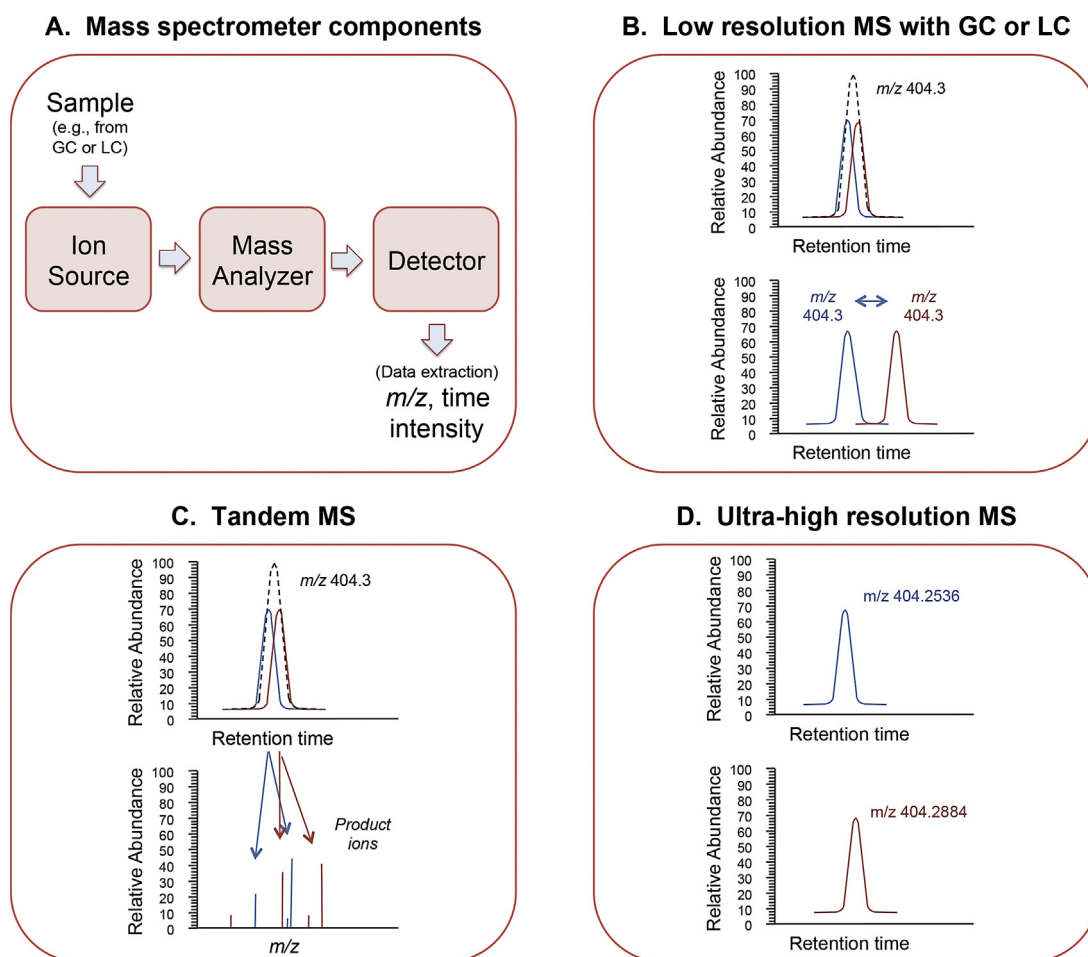 A. Mass spectrometer components
Sample
(e.g., from
GC or LC)
Ion
Source
Mass
Analyzer
Detector
(Data extraction)
m/z, time
intensity
B. Low resolution MS with GC or LC
Relative Abundance
100
90
80
70
60
50
40
30
20
10
0
m/z 404.3
Retention time
Relative Abundance
100
90
80
70
60
50
40
30
20
10
0
m/z
404.3
m/z
404.3
Retention time
C. Tandem MS
Relative Abundance
100
90
80
70
60
50
40
30
20
10
0
m/z 404.3
Retention time
Relative Abundance
100
90
80
70
60
50
40
30
20
10
0
Product
ions
m/z
D. Ultra-high resolution MS
Relative Abundance
100
90
80
70
60
50
40
30
20
10
0
m/z 404.2536
Retention time
Relative Abundance
100
90
80
70
60
50
40
30
20
10
0
m/z 404.2884
Retention time